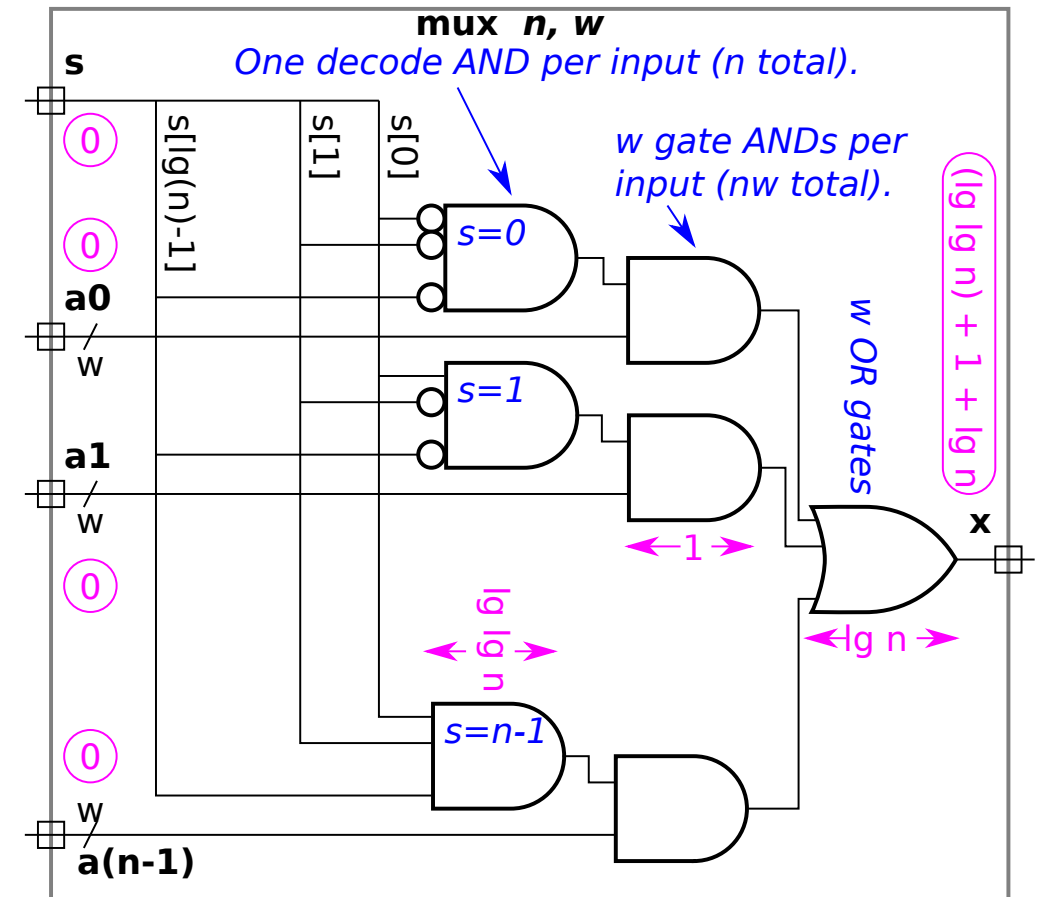 mux n, w
One decode AND per input (n total).
s
0
s[lg(n)-1]
s[1]
s[0]
w gate ANDs per
input (nw total).
0
s=0
(lg lg n) + 1 + lg n
a0
w
w OR gates
s=1
a1
w
x
1
0
lg lg n
lg n
s=n-1
0
w
a(n-1)